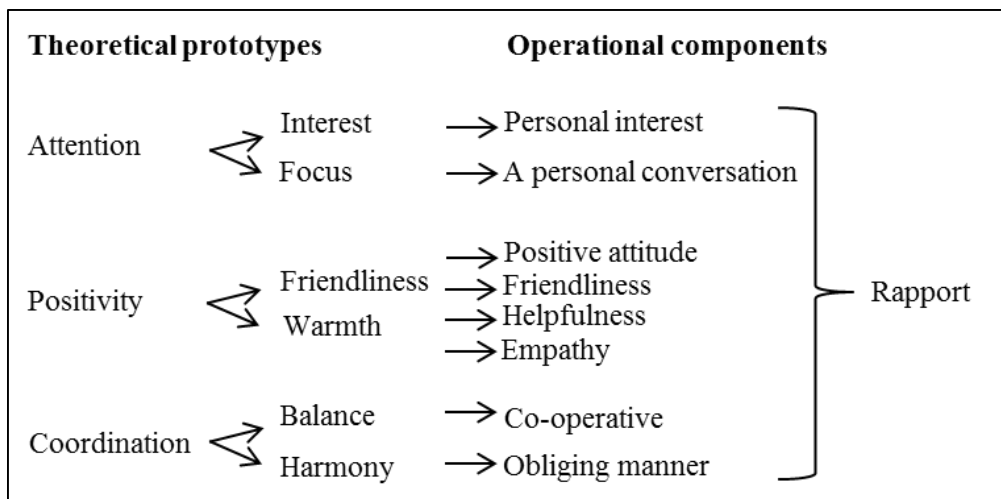 Theoretical prototypes Operational components
Interest Personal interest
Attention
Focus A personal conversation
Positive attitude
Friendliness Friendliness
Positivity Rapport
Warmth Helpfulness
Empathy
Balance Co-operative
Coordination
Harmony Obliging manner